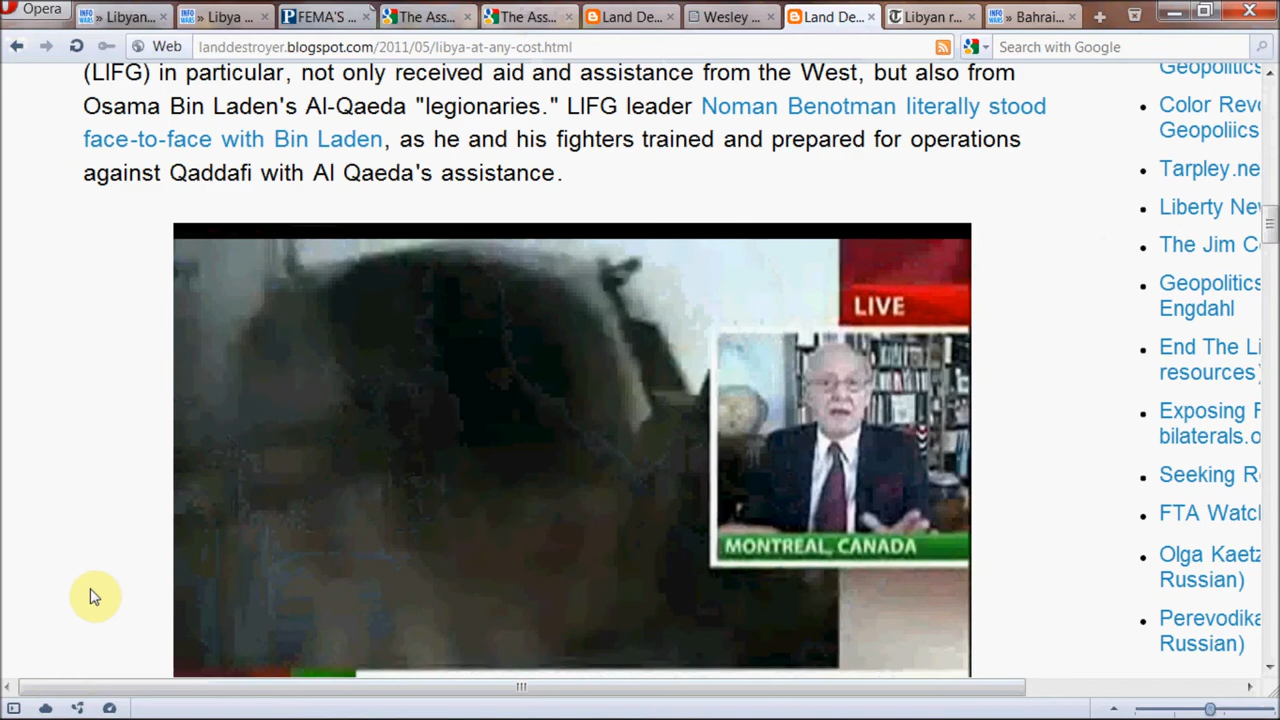 Opera
» Libyan...
» Libya ...
FEMA'S ...
The Ass...
The Ass...
Land De...
Wesley ...
Land De...
Libyan r...
» Bahrai...
Web
landdestroyer.blogspot.com/2011/05/libya-at-any-cost.html
Search with Google
(LIFG) in particular, not only received aid and assistance from the West, but also from
Osama Bin Laden's Al-Qaeda "legionaries." LIFG leader Noman Benotman literally stood
face-to-face with Bin Laden, as he and his fighters trained and prepared for operations
against Qaddafi with Al Qaeda's assistance.
LIVE
MONTREAL, CANADA
Geopolitics
Color Revo
Geopoliics
Tarpley.ne
Liberty Nev
The Jim C
Geopolitics
Engdahl
End The Li
resources)
Exposing F
bilaterals.o
Seeking R
FTA Watcl
Olga Kaetz
Russian)
Perevodika
Russian)